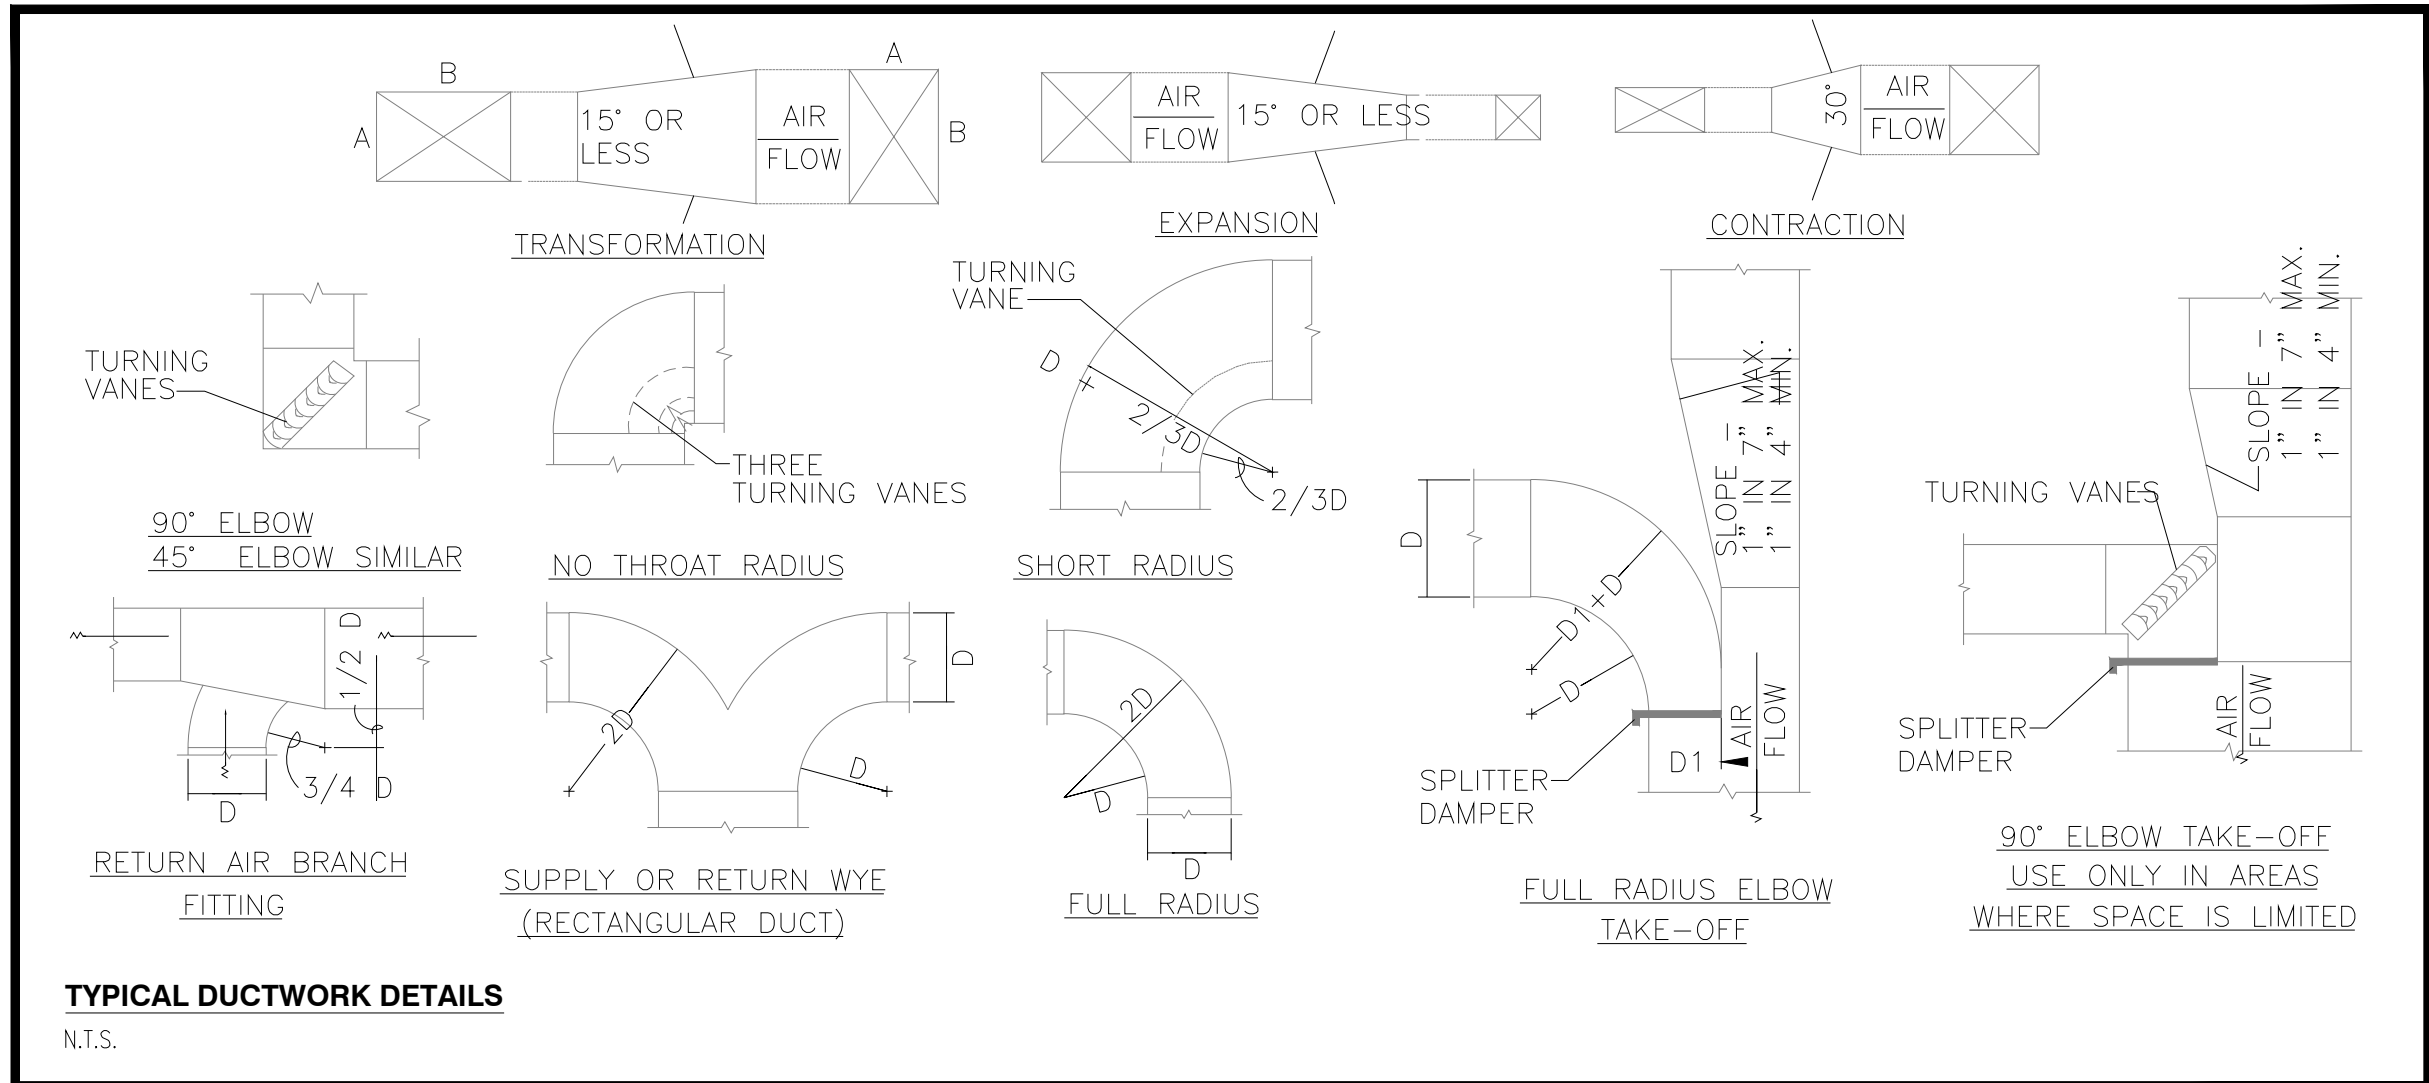 B
A
15° OR
LESS
AIR
FLOW
A
B
TRANSFORMATION
AIR
FLOW
15° OR LESS
EXPANSION
30°
AIR
FLOW
CONTRACTION
TURNING
VANES
90° ELBOW
45° ELBOW SIMILAR
THREE
TURNING VANES
NO THROAT RADIUS
TURNING
VANE
D
2/3D
2/3D
SHORT RADIUS
SLOPE –
1” IN 7” MAX.
1” IN 4” MIN.
D
D1 + D
D
SPLITTER
DAMPER
D1
AIR
FLOW
FULL RADIUS ELBOW
TAKE–OFF
SLOPE –
1” IN 7” MAX.
1” IN 4” MIN.
TURNING VANES
SPLITTER
DAMPER
AIR
FLOW
90° ELBOW TAKE–OFF
USE ONLY IN AREAS
WHERE SPACE IS LIMITED
1/2 D
3/4 D
D
RETURN AIR BRANCH
FITTING
2D
D
D
SUPPLY OR RETURN WYE
(RECTANGULAR DUCT)
2D
D
D
FULL RADIUS
TYPICAL DUCTWORK DETAILS
N.T.S.